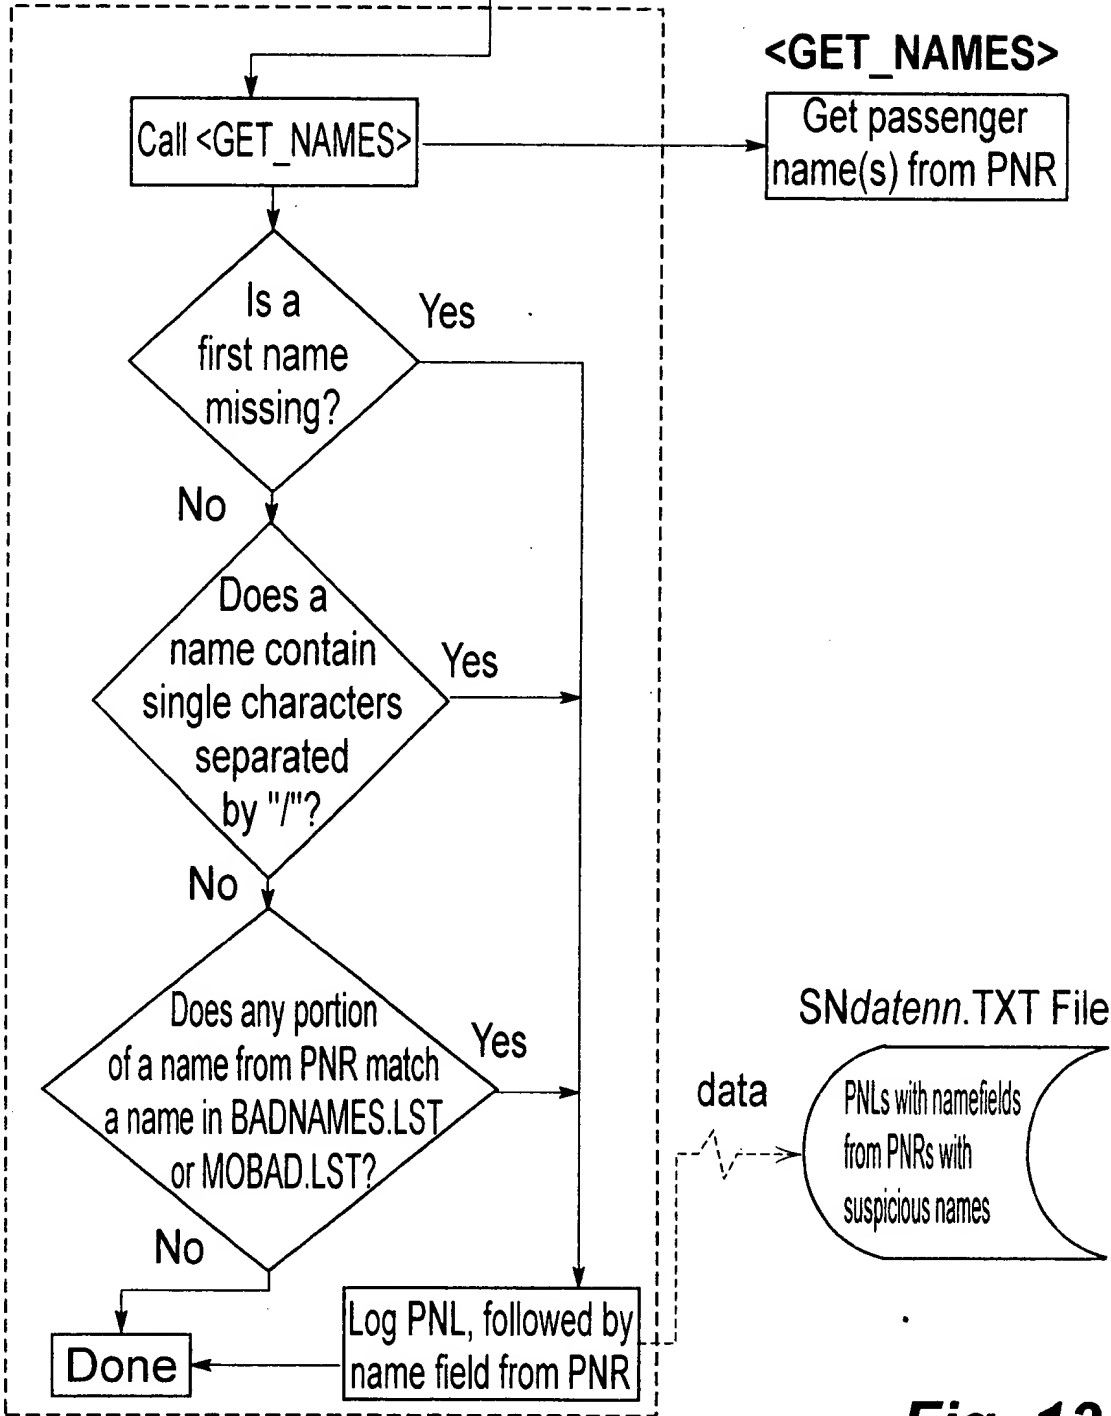 <GET_NAMES>
Call <GET_NAMES>
Get passenger
name(s) from PNR
Is a
first name
missing?
Yes
No
Does a
name contain
single characters
separated
by "/"?
Yes
No
Does any portion
of a name from PNR match
a name in BADNAMES.LST
or MOBAD.LST?
Yes
No
SNdatenn.TXT File
data
PNLs with namefields
from PNRs with
suspicious names
Log PNL, followed by
name field from PNR
Done